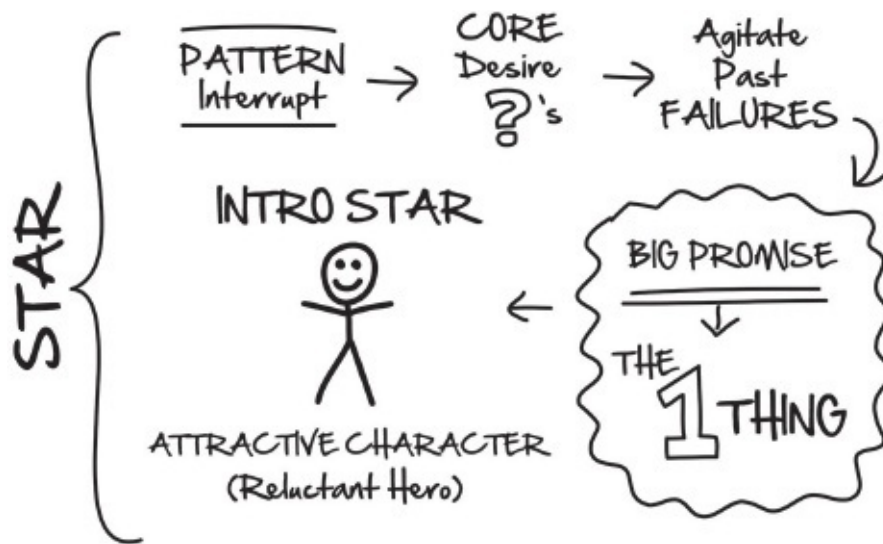 STAR
PATTERN
Interrupt
CORE
Desire
?'s
Agitate
Past
FAILURES
BIG PROMISE
THE
1 THING
INTRO STAR
ATTRACTIVE CHARACTER
(Reluctant Hero)